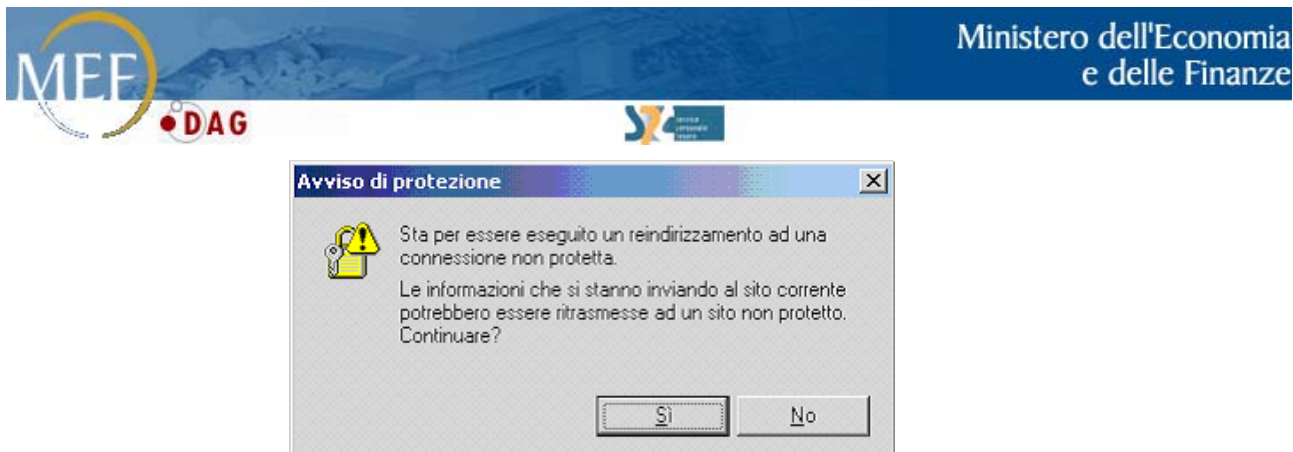 MEF
Ministero dell'Economia
e delle Finanze
DAG
Avviso di protezione
Sta per essere eseguito un reindirizzamento ad una
connessione non protetta.
Le informazioni che si stanno inviando al sito corrente
potrebbero essere ritrasmesse ad un sito non protetto.
Continuare?
Sì
No